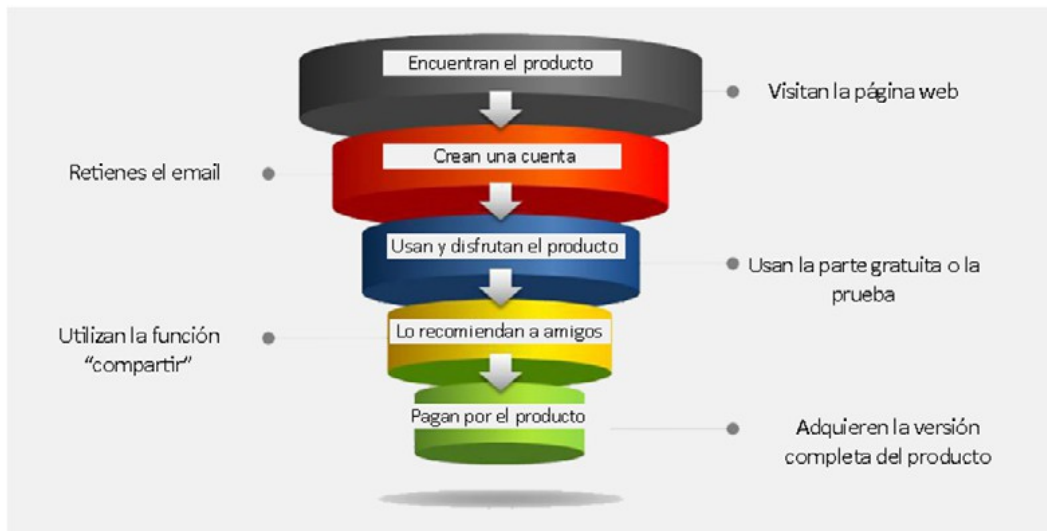 Encuentran el producto
Visitan la página web
Crean una cuenta
Retienes el email
Usan y disfrutan el producto
Usan la parte gratuita o la
prueba
Lo recomiendan a amigos
Utilizan la función
“compartir”
Pagan por el producto
Adquieren la versión
completa del producto